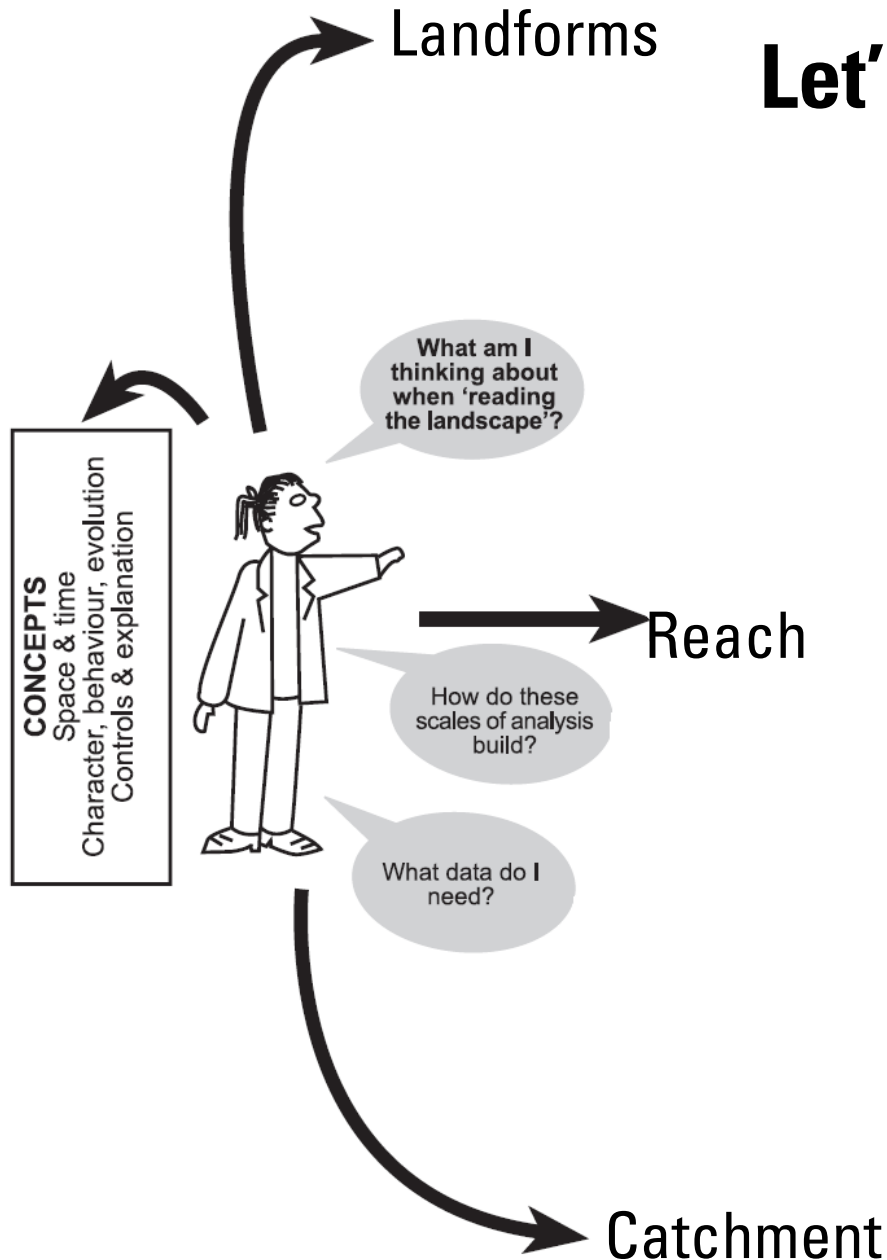 Landforms
Let’
What am I
thinking about
when ‘reading
the landscape’?
CONCEPTS
Space & time
Character, behaviour, evolution
Controls & explanation
Reach
How do these
scales of analysis
build?
What data do I
need?
Catchment